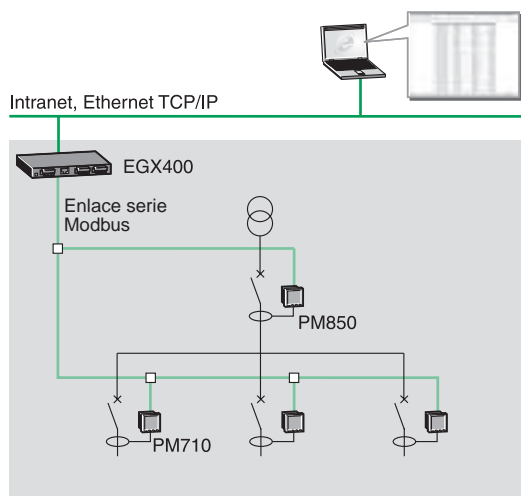 Intranet, Ethernet TCP/IP
EGX400
Enlace serie
Modbus
PM850
PM710